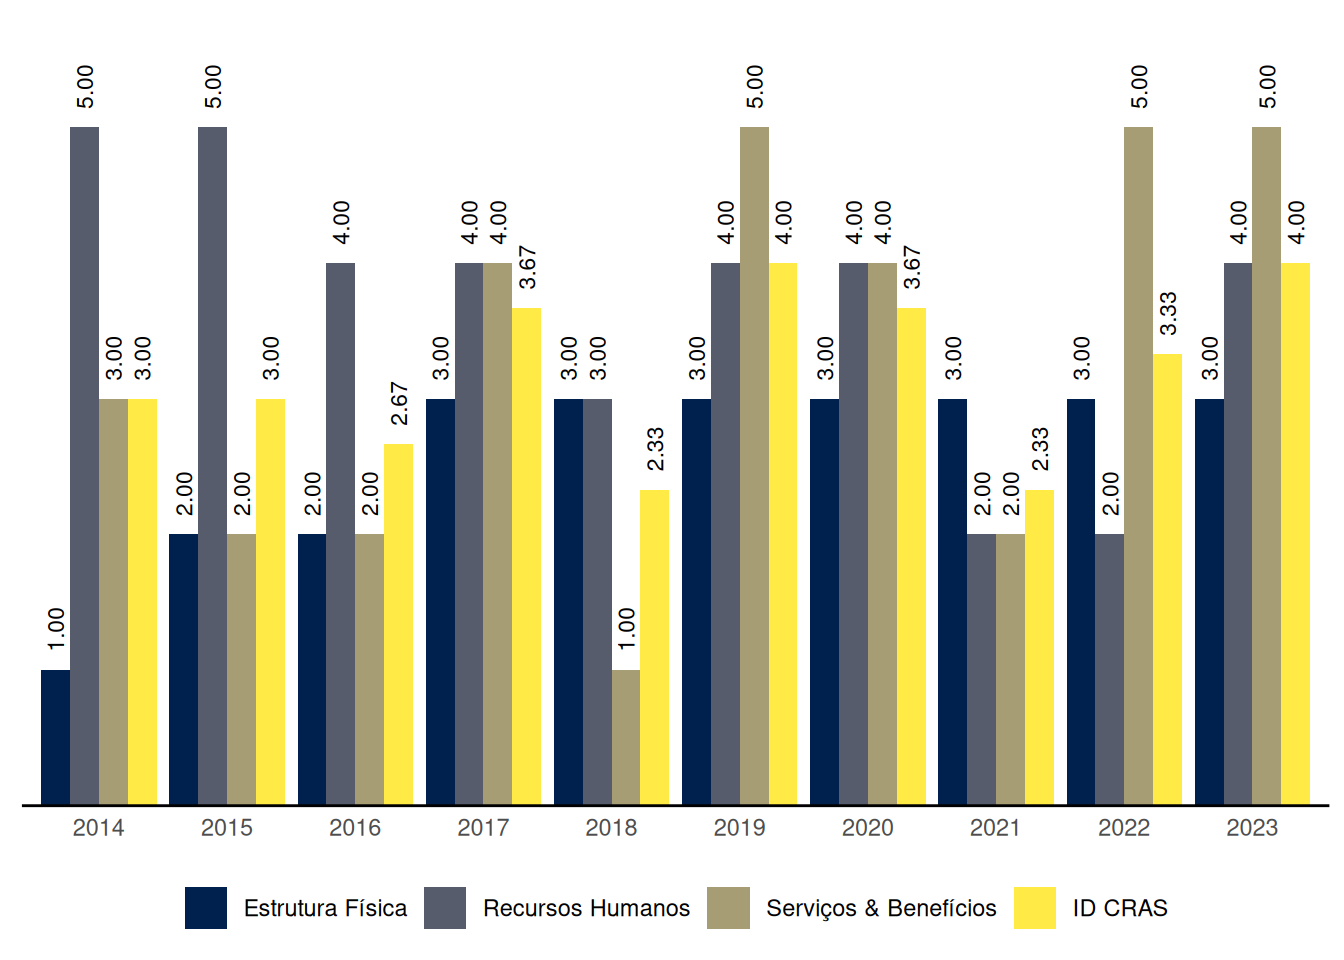 1.00 5.00 3.00 3.00
2.00 5.00 2.00 3.00
2.00 4.00 2.00 2.67
3.00 4.00 4.00 3.67
3.00 3.00 1.00 2.33
3.00 4.00 5.00 4.00
3.00 4.00 4.00 3.67
3.00 2.00 2.00 2.33
3.00 2.00 5.00 3.33
3.00 4.00 5.00 4.00
2014 2015 2016 2017 2018 2019 2020 2021 2022 2023
Estrutura Física Recursos Humanos Serviços & Benefícios ID CRAS